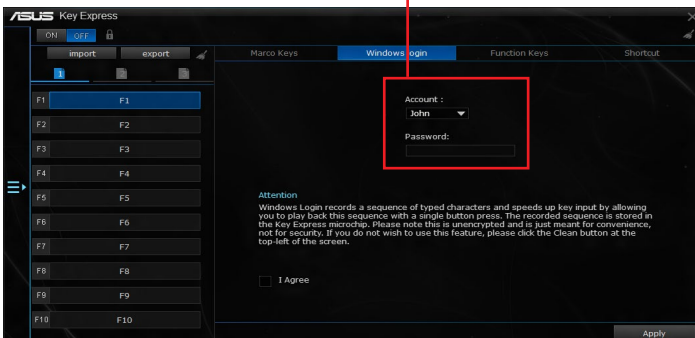 ASUS Key Express
ON OFF
import export
1 2 3
Marco Keys Windows login Function Keys Shortcut
F1 F1
F2 F2
F3 F3
F4 F4
F5 F5
F6 F6
F7 F7
F8 F8
F9 F9
F10 F10
Account :
John
Password:
Attention
Windows Login records a sequence of typed characters and speeds up key input by allowing
you to play back this sequence with a single button press. The recorded sequence is stored in
the Key Express microchip. Please note this is unencrypted and is just meant for convenience,
not for security. If you do not wish to use this feature, please click the Clean button at the
top-left of the screen.
I Agree
Apply